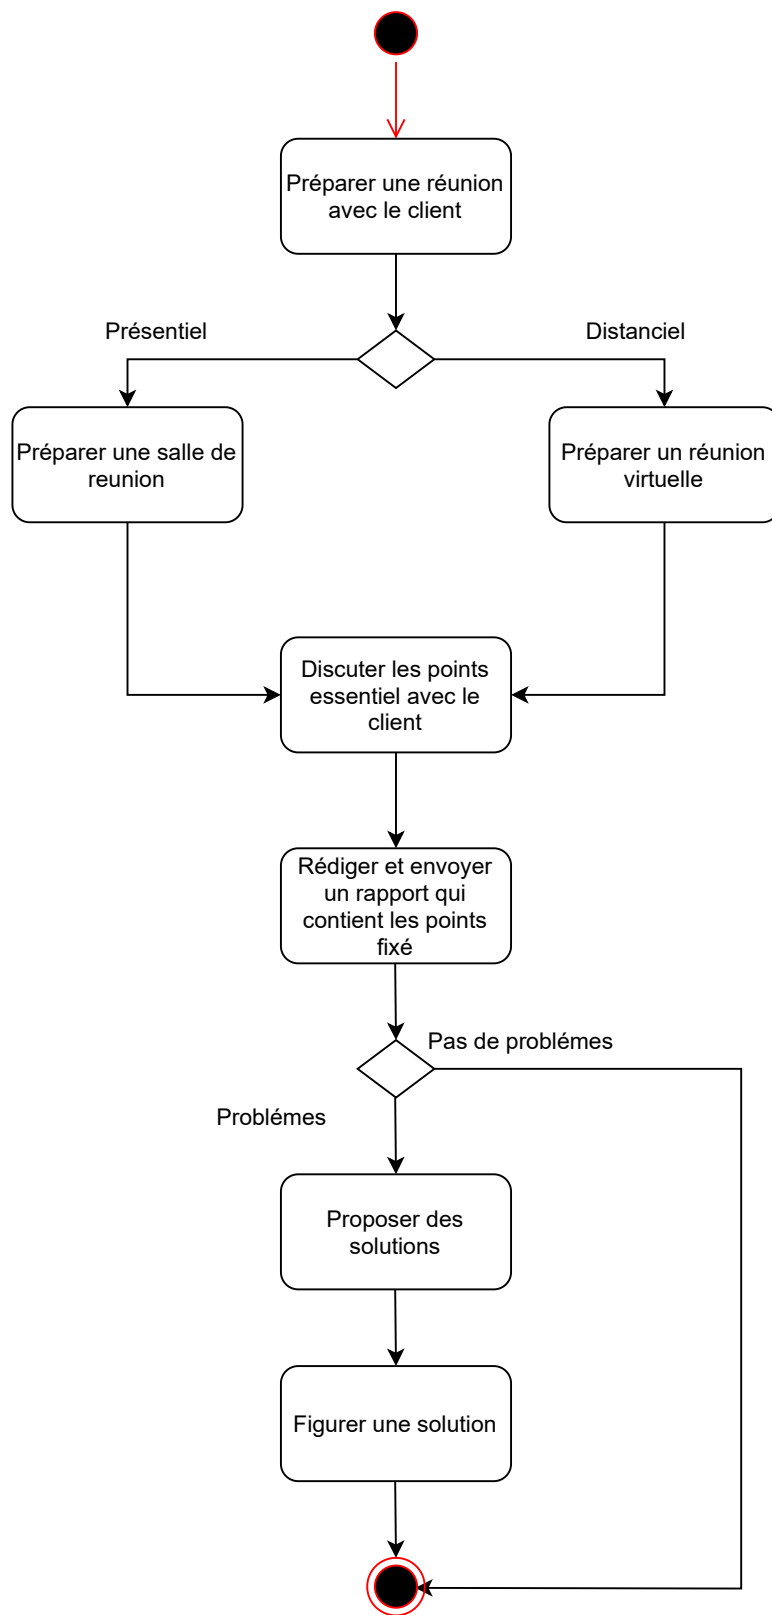 Préparer une réunion
avec le client
Présentiel
Distanciel
Préparer une salle de
reunion
Préparer un réunion
virtuelle
Discuter les points
essentiel avec le
client
Rédiger et envoyer
un rapport qui
contient les points
fixé
Pas de problémes
Problémes
Proposer des
solutions
Figurer une solution